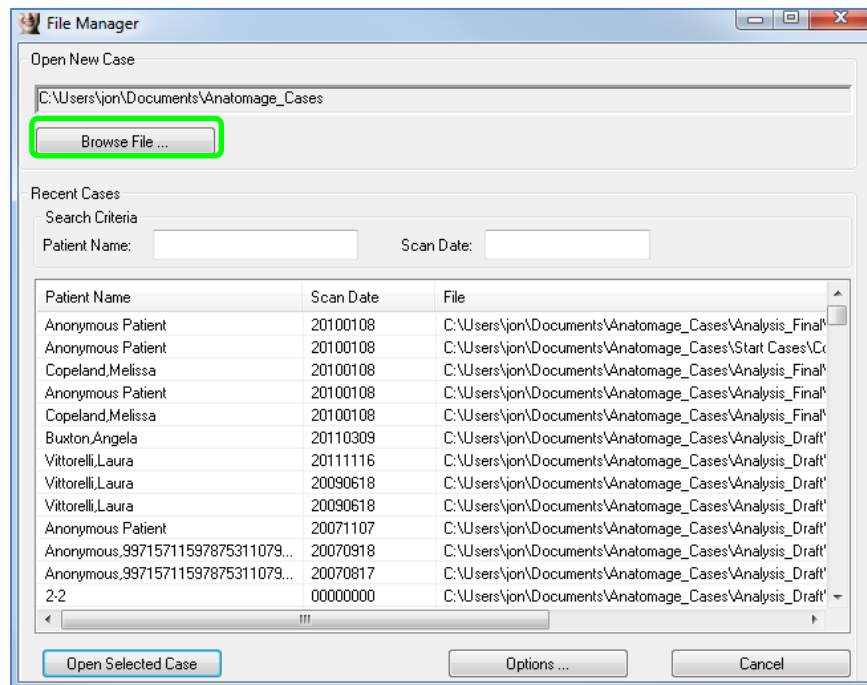 File Manager
Open New Case
C:\Users\jon\Documents\Anatomage_Cases
Browse File ...
Recent Cases
Search Criteria
Patient Name: Scan Date:
Patient Name Scan Date File
Anonymous Patient 20100108 C:\Users\jon\Documents\Anatomage_Cases\Analysis_Final\
Anonymous Patient 20100108 C:\Users\jon\Documents\Anatomage_Cases\Start Cases\Co
Copeland,Melissa 20100108 C:\Users\jon\Documents\Anatomage_Cases\Analysis_Final\
Anonymous Patient 20100108 C:\Users\jon\Documents\Anatomage_Cases\Analysis_Final\
Copeland,Melissa 20100108 C:\Users\jon\Documents\Anatomage_Cases\Analysis_Final\
Buxton,Angela 20110309 C:\Users\jon\Documents\Anatomage_Cases\Analysis_Draft\
Vittorelli,Laura 20111116 C:\Users\jon\Documents\Anatomage_Cases\Analysis_Draft\
Vittorelli,Laura 20090618 C:\Users\jon\Documents\Anatomage_Cases\Analysis_Draft\
Vittorelli,Laura 20090618 C:\Users\jon\Documents\Anatomage_Cases\Analysis_Draft\
Anonymous Patient 20071107 C:\Users\jon\Documents\Anatomage_Cases\Analysis_Draft\
Anonymous,99715711597875311079... 20070918 C:\Users\jon\Documents\Anatomage_Cases\Analysis_Draft\
Anonymous,99715711597875311079... 20070817 C:\Users\jon\Documents\Anatomage_Cases\Analysis_Draft\
2-2 00000000 C:\Users\jon\Documents\Anatomage_Cases\Analysis_Draft\
Open Selected Case Options ... Cancel